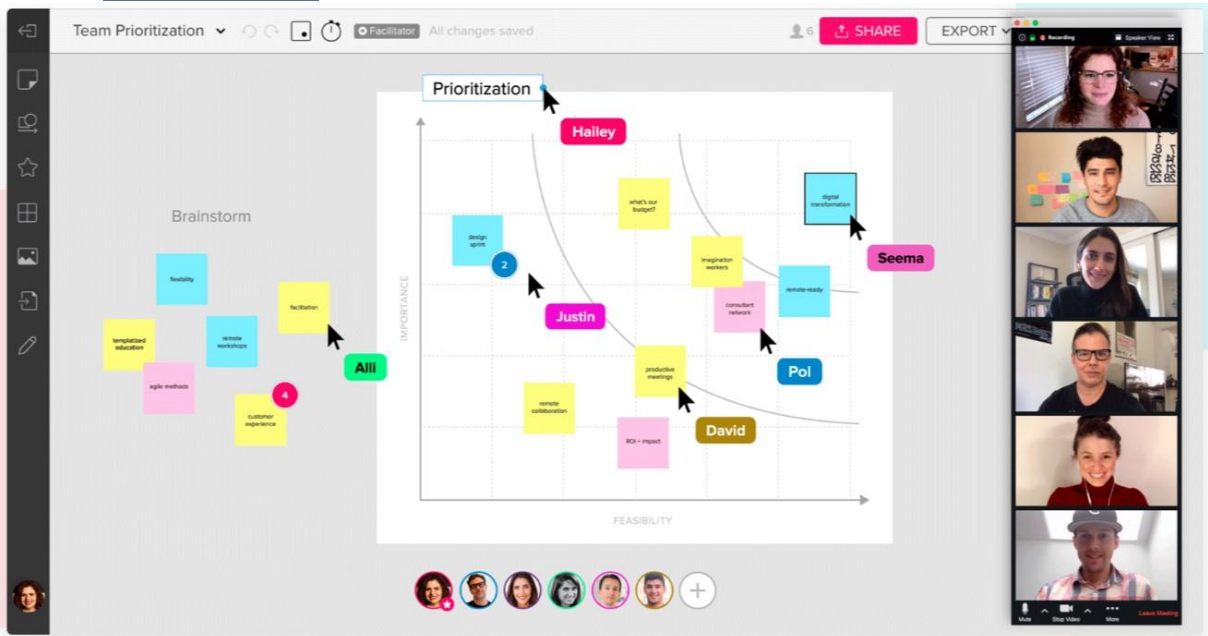 Team Prioritization
Facilitator
All changes saved
6
SHARE
EXPORT
Recording
Speaker View
Prioritization
Hailey
Brainstorm
what's our
budget?
digital
transformation
Seema
design
sprint
2
imagination
workers
Justin
IMPORTANCE
consultant
network
remote-ready
Pol
flexibility
facilitation
templatized
education
remote
workshops
Alli
agile methods
4
customer
experience
productive
meetings
David
remote
collaboration
ROI + impact
FEASIBILITY
Mute
Stop Video
More
Leave Meeting